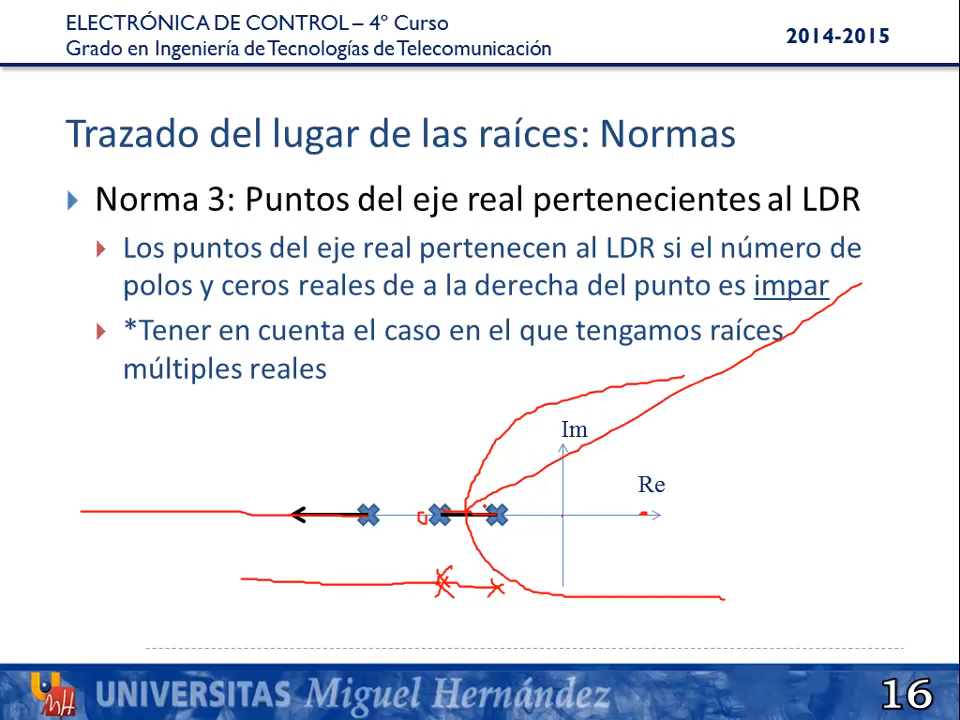 ELECTRÓNICA DE CONTROL – 4º Curso
Grado en Ingeniería de Tecnologías de Telecomunicación
2014-2015
Trazado del lugar de las raíces: Normas
Norma 3: Puntos del eje real pertenecientes al LDR
Los puntos del eje real pertenecen al LDR si el número de
polos y ceros reales de a la derecha del punto es impar
*Tener en cuenta el caso en el que tengamos raíces
múltiples reales
Im
Re
UNIVERSITAS Miguel Hernández
16